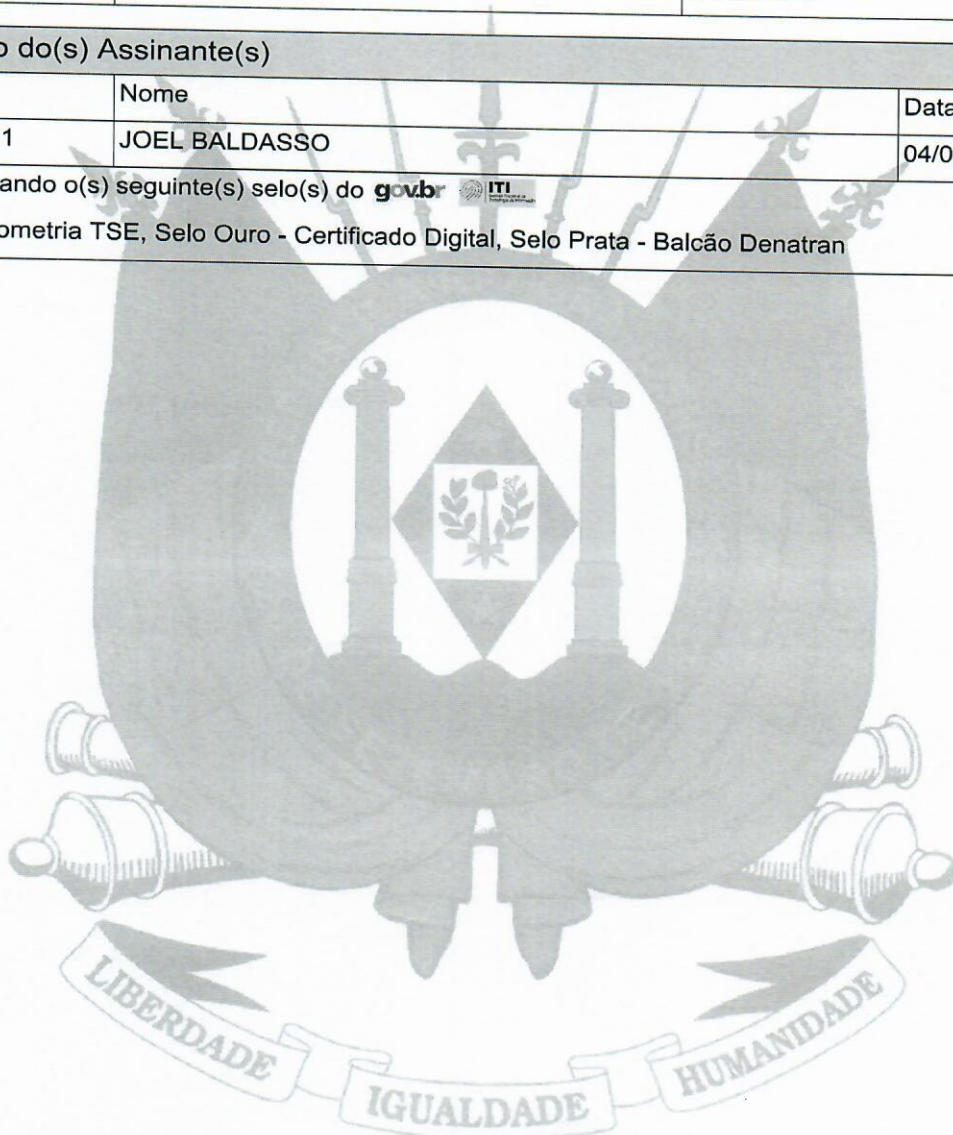 o do(s) Assinante(s)
Nome
Data
1
JOEL BALDASSO
04/0
ando o(s) seguinte(s) selo(s) do gov.br ITI
ometria TSE, Selo Ouro - Certificado Digital, Selo Prata - Balcão Denatran
LIBERDADE
IGUALDADE
HUMANIDADE